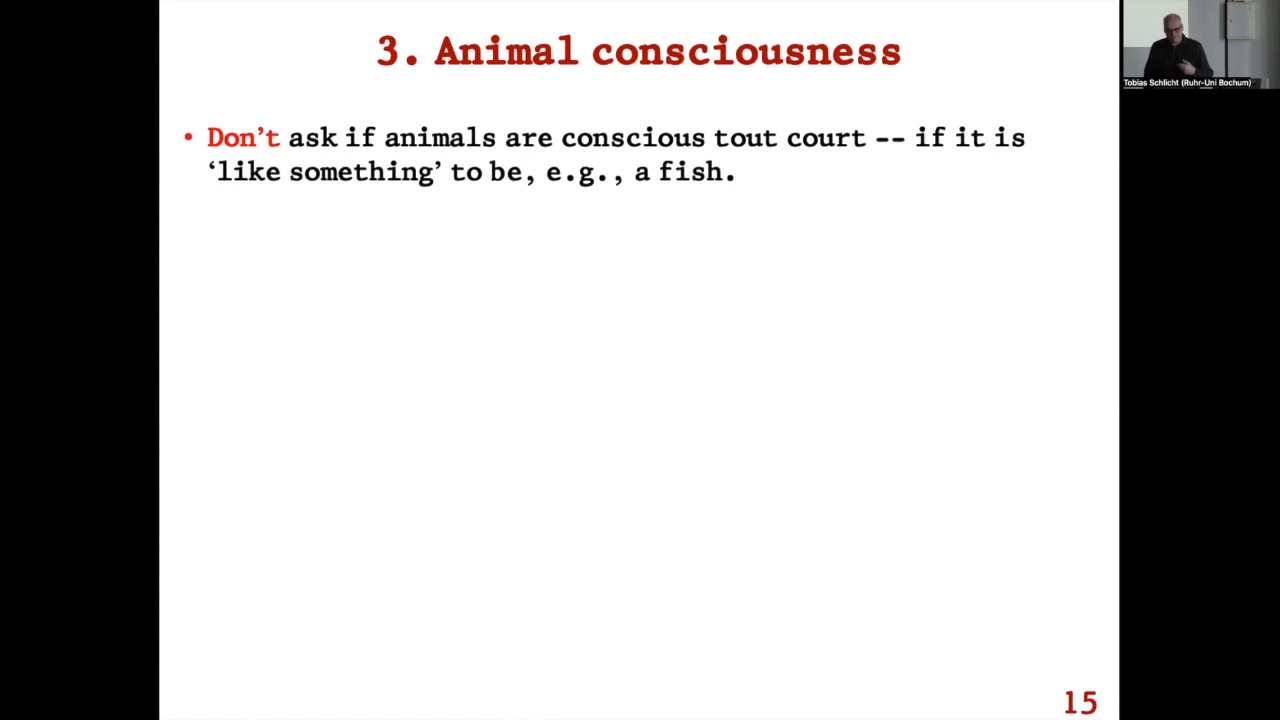 3. Animal consciousness
Tobias Schlicht (Ruhr-Uni Bochum)
• Don’t ask if animals are conscious tout court -- if it is
‘like something’ to be, e.g., a fish.
15